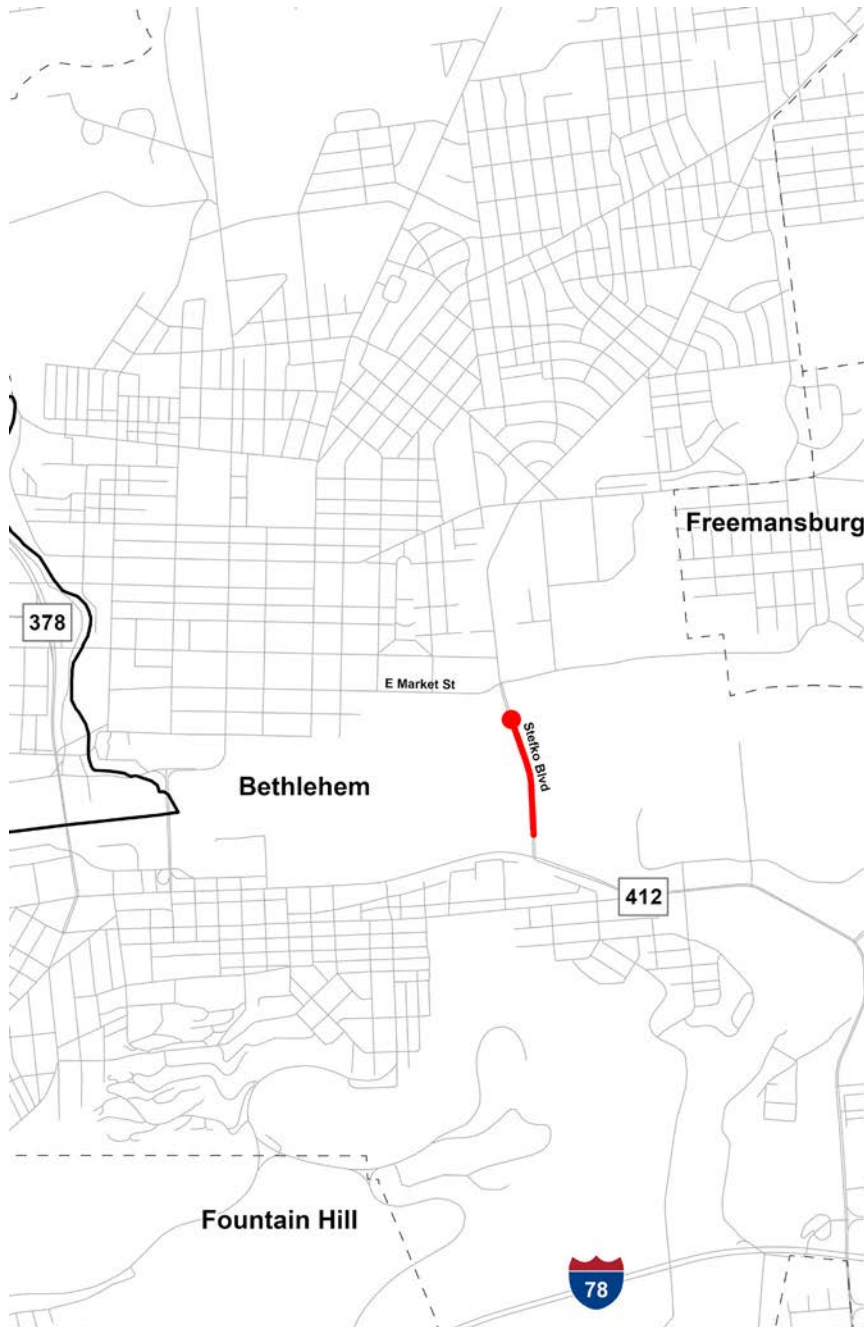 Freemansburg
378
E Market St
Stefko Blvd
Bethlehem
412
Fountain Hill
78